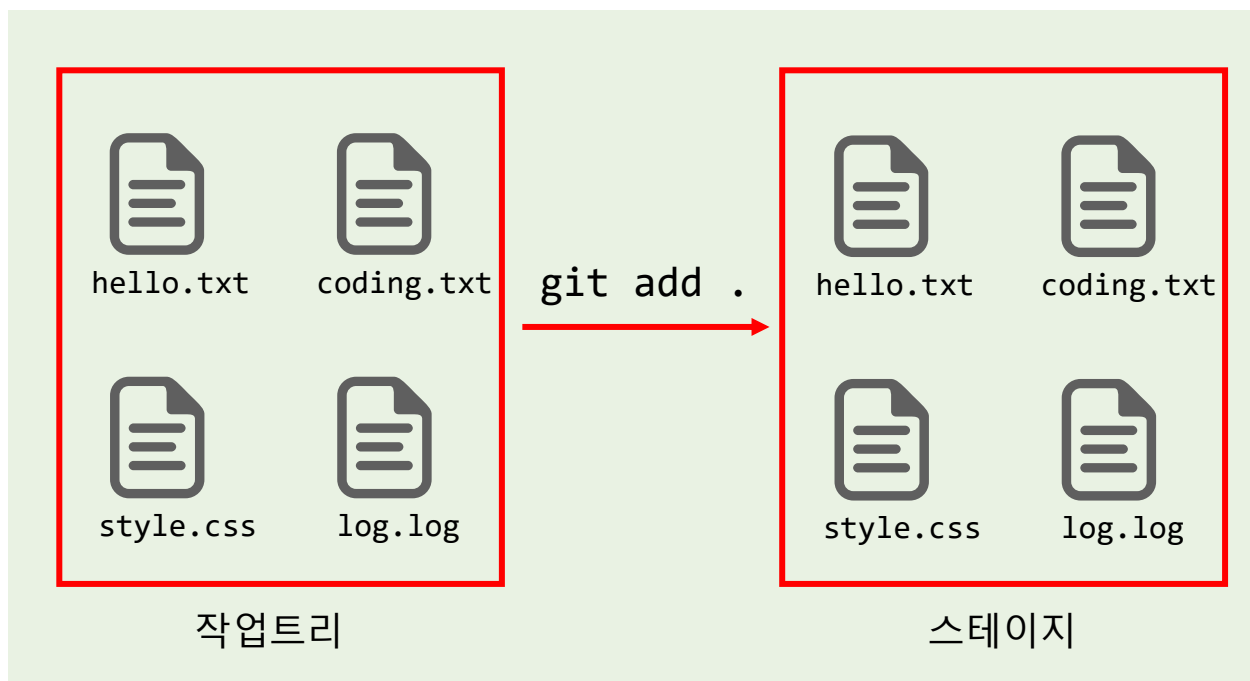 hello.txt coding.txt
style.css log.log
작업트리
git add .
hello.txt coding.txt
style.css log.log
스테이지